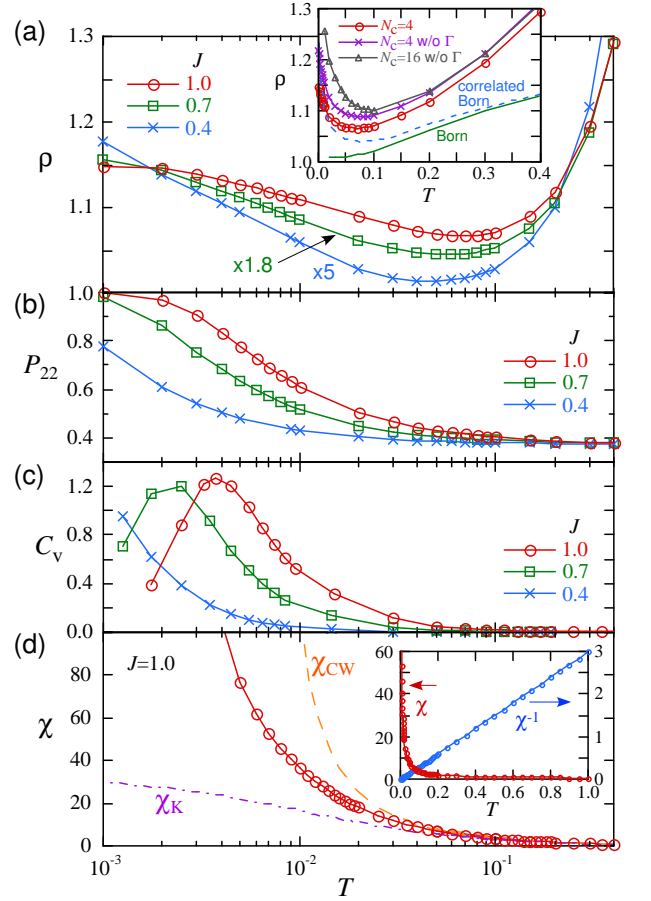 (a)
ρ
1.3
1.2
1.1
J
1.0
0.7
0.4
x1.8
x5
1.3
1.2
1.1
1.0
ρ
N_c=4
N_c=4 w/o Γ
N_c=16 w/o Γ
correlated
Born
Born
0.0 0.1 0.2 0.3 0.4
T
(b)
P_22
1.0
0.8
0.6
0.4
J
1.0
0.7
0.4
(c)
C_v
1.2
0.8
0.4
0.0
J
1.0
0.7
0.4
(d)
χ
80
60
40
20
0
J=1.0
χ_CW
χ_K
60
40
20
0
χ
χ^-1
3
2
1
0
0.0 0.2 0.4 0.6 0.8 1.0
T
10^-3 10^-2 10^-1
T